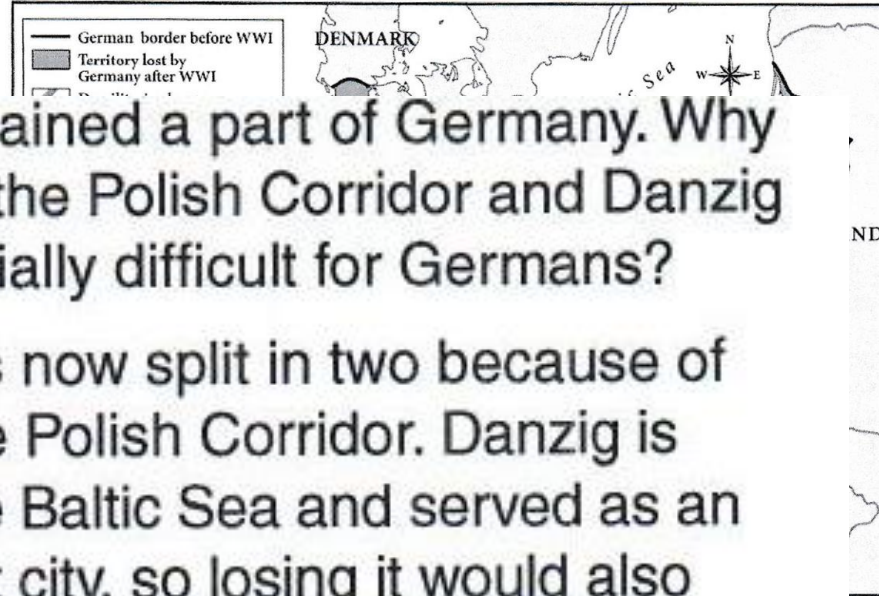 German border before WWI
Territory lost by
Germany after WWI
DENMARK
Sea
N
W
E
ained a part of Germany. Why
the Polish Corridor and Danzig
ially difficult for Germans?
s now split in two because of
e Polish Corridor. Danzig is
e Baltic Sea and served as an
city, so losing it would also
ND